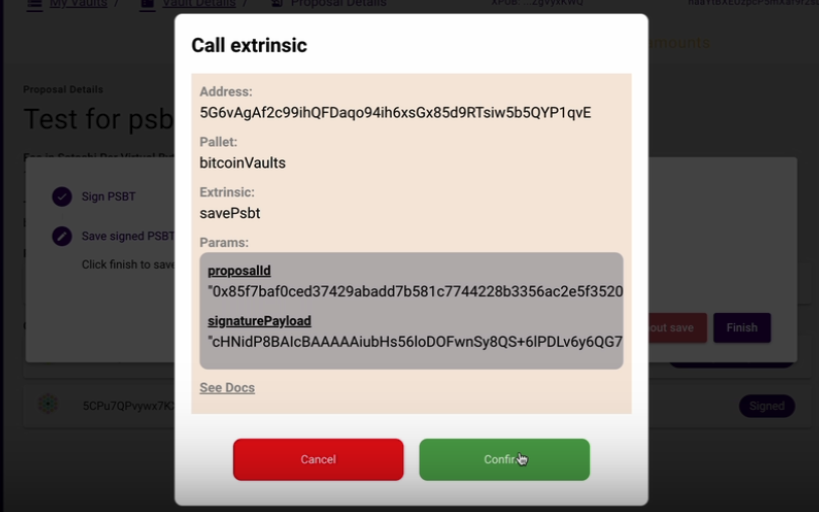 My Vaults / Vault Details / Proposal Details
Call extrinsic
Address:
5G6vAgAf2c99ihQFDaqo94ih6xsGx85d9RTsiw5b5QYP1qvE
Pallet:
bitcoinVaults
Extrinsic:
savePsbt
Params:
proposalId
"0x85f7baf0ced37429abadd7b581c7744228b3356ac2e5f3520
signaturePayload
"cHNidP8BAIcBAAAAAiubHs56loDOFwnSy8QS+6lPDLv6y6QG7
See Docs
Cancel
Proposal Details
Test for psb
Sign PSBT
Save signed PSBT
Click finish to save
out save
Finish
5CPu7QPvywx7K
Signed
amounts